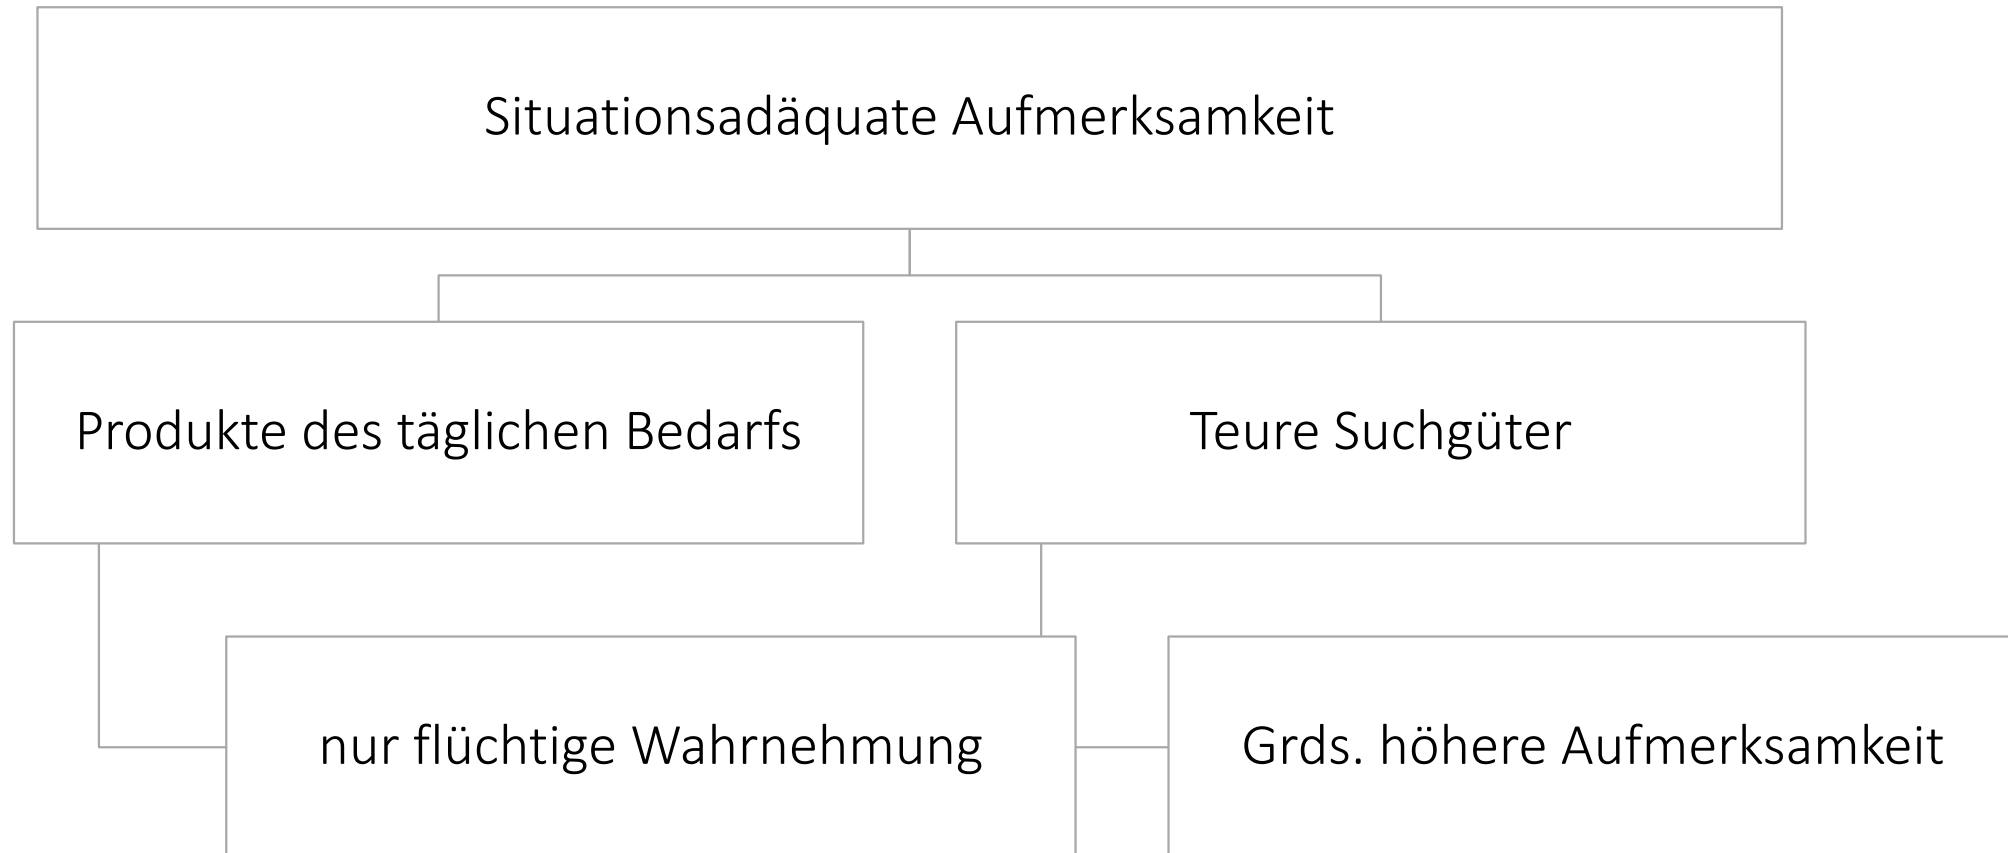 Situationsadäquate Aufmerksamkeit
Produkte des täglichen Bedarfs
Teure Suchgüter
nur flüchtige Wahrnehmung
Grds. höhere Aufmerksamkeit